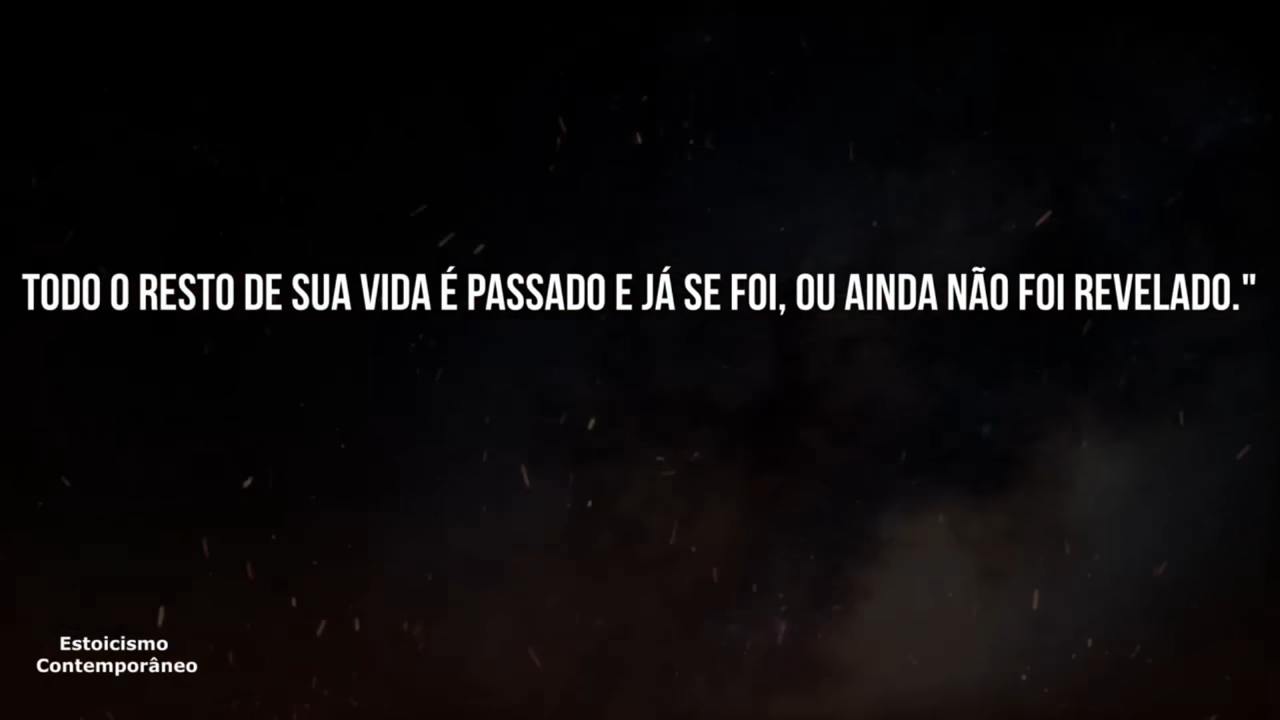 TODO O RESTO DE SUA VIDA É PASSADO E JÁ SE FOI, OU AINDA NÃO FOI REVELADO."
Estoicismo
Contemporâneo